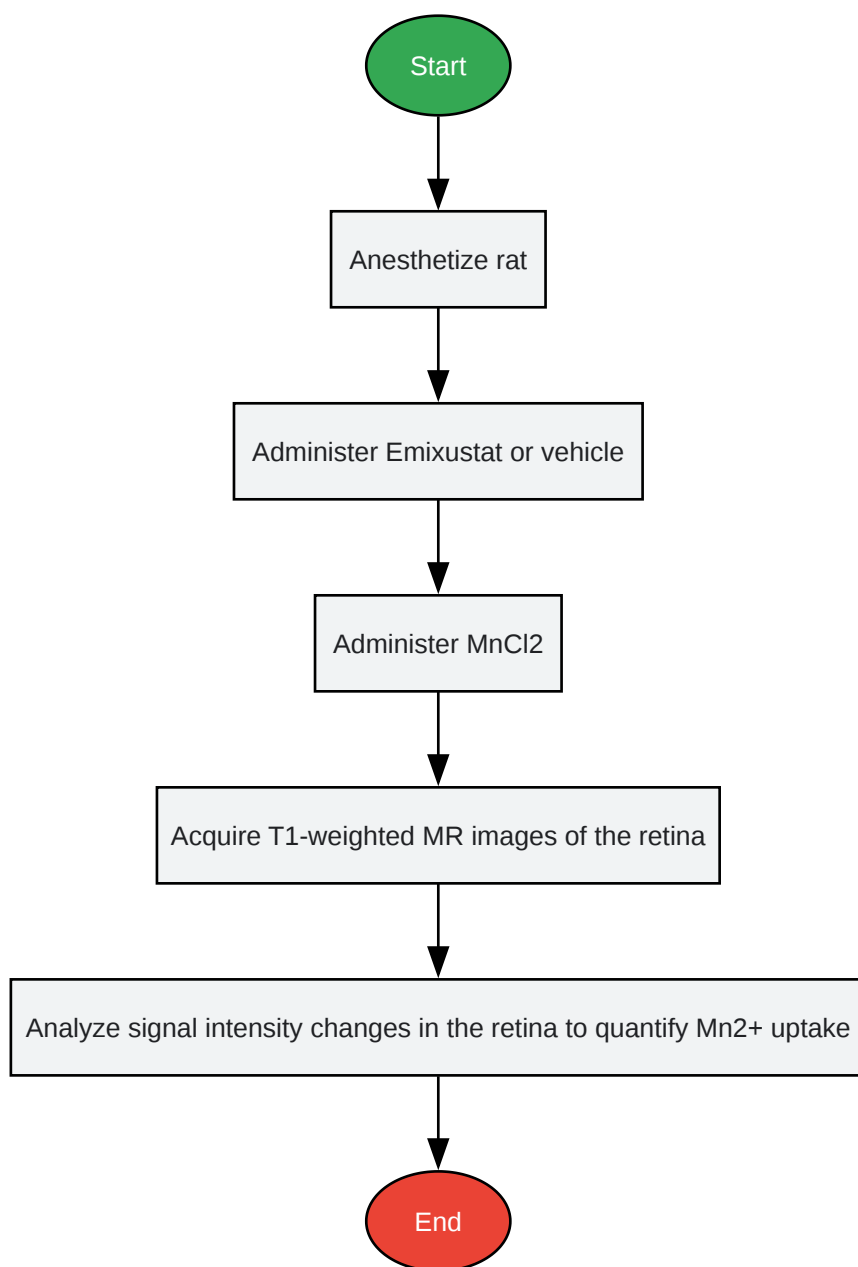 Start
Anesthetize rat
Administer Emixustat or vehicle
Administer MnCl2
Acquire T1-weighted MR images of the retina
Analyze signal intensity changes in the retina to quantify Mn2+ uptake
End